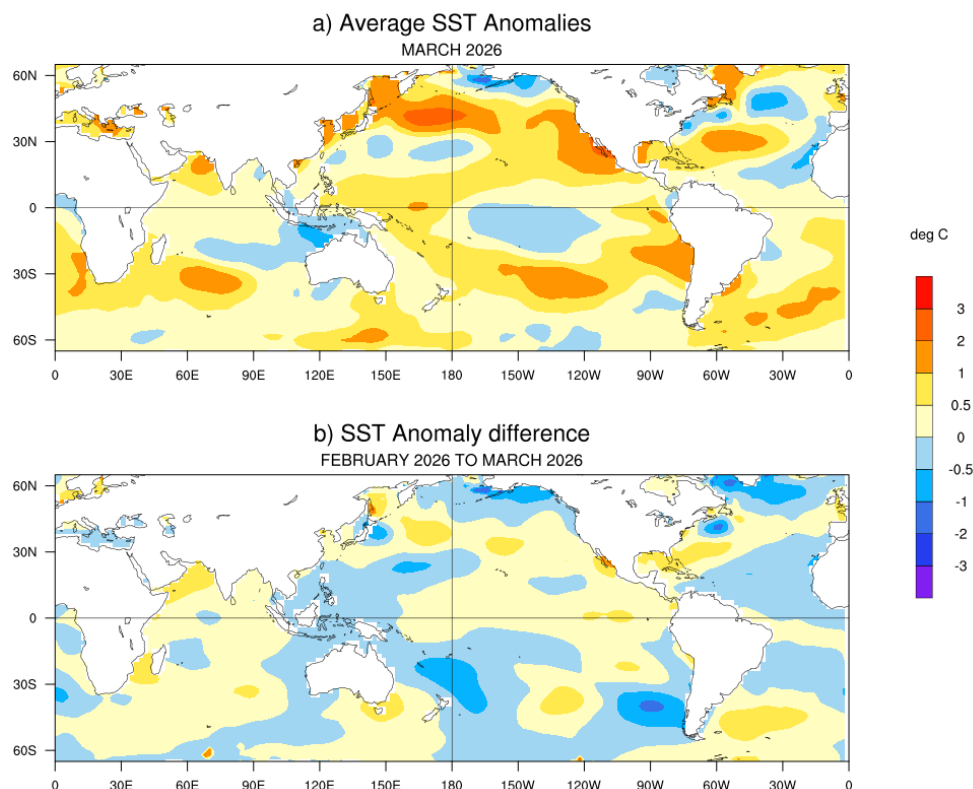 a) Average SST Anomalies
MARCH 2026
60N
30N
0
30S
60S
0 30E 60E 90E 120E 150E 180 150W 120W 90W 60W 30W 0
deg C
3
2
1
0.5
0
-0.5
-1
-2
-3
b) SST Anomaly difference
FEBRUARY 2026 TO MARCH 2026
60N
30N
0
30S
60S
0 30E 60E 90E 120E 150E 180 150W 120W 90W 60W 30W 0